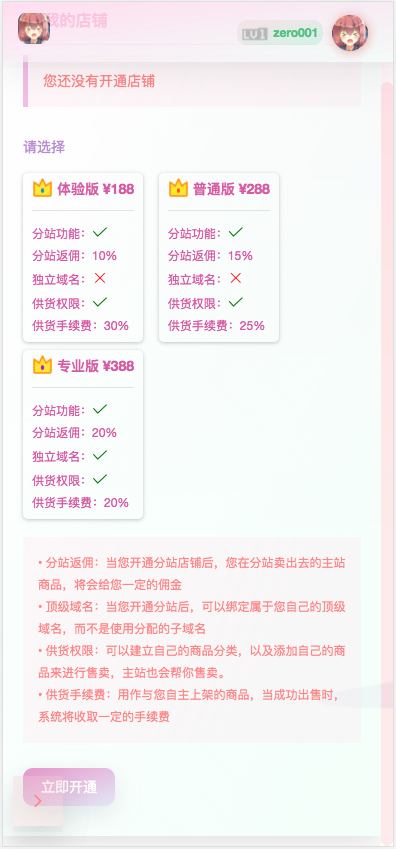 我的店铺
Lv1 zero001
您还没有开通店铺
请选择
体验版 ¥188
分站功能：
分站返佣：10%
独立域名：
供货权限：
供货手续费：30%
普通版 ¥288
分站功能：
分站返佣：15%
独立域名：
供货权限：
供货手续费：25%
专业版 ¥388
分站功能：
分站返佣：20%
独立域名：
供货权限：
供货手续费：20%
• 分站返佣：当您开通分站店铺后，您在分站卖出去的主站
商品，将会给您一定的佣金
• 顶级域名：当您开通分站后，可以绑定属于您自己的顶级
域名，而不是使用分配的子域名
• 供货权限：可以建立自己的商品分类，以及添加自己的商
品来进行售卖，主站也会帮你售卖。
• 供货手续费：用作与您自主上架的商品，当成功出售时，
系统将收取一定的手续费
立即开通